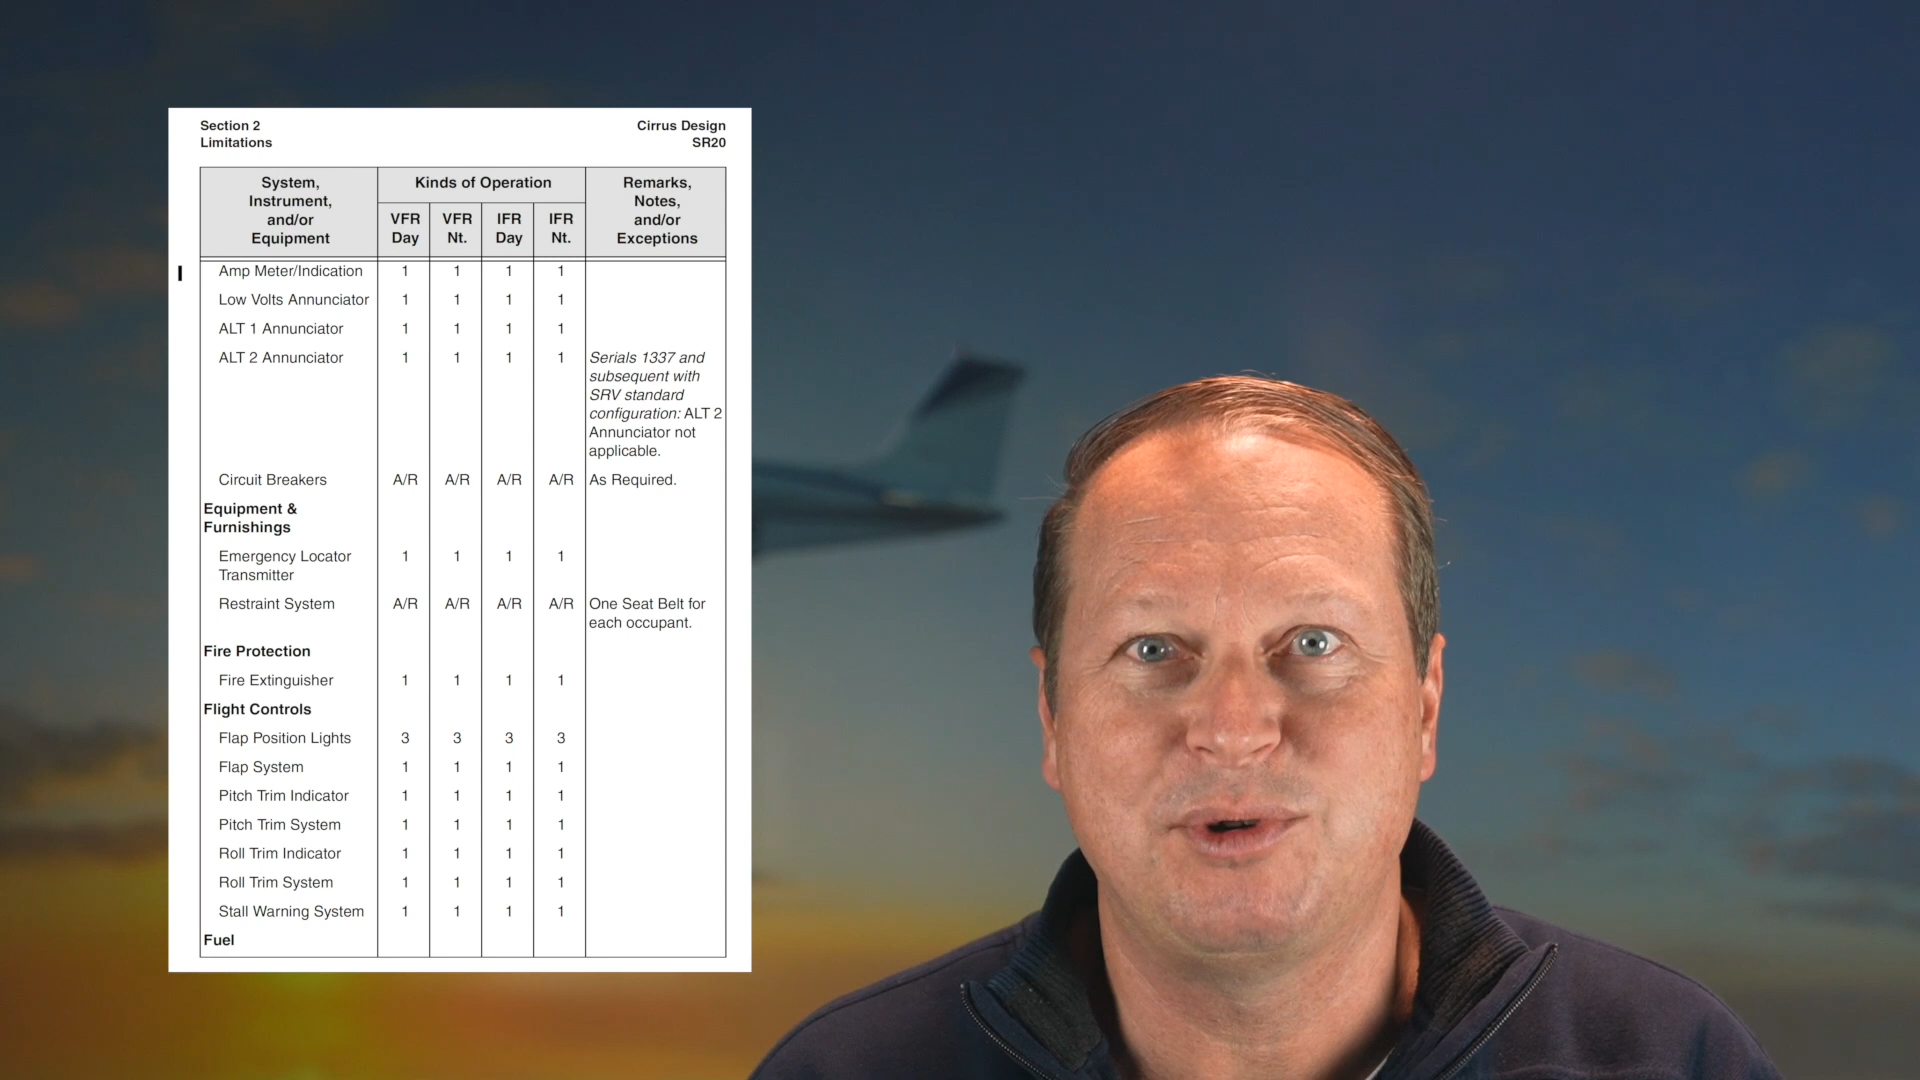 Section 2
Limitations
Cirrus Design
SR20
System,
Instrument,
and/or
Equipment
Kinds of Operation
VFR
Day
VFR
Nt.
IFR
Day
IFR
Nt.
Remarks,
Notes,
and/or
Exceptions
Amp Meter/Indication 1 1 1 1
Low Volts Annunciator 1 1 1 1
ALT 1 Annunciator 1 1 1 1
ALT 2 Annunciator 1 1 1 1 Serials 1337 and
subsequent with
SRV standard
configuration: ALT 2
Annunciator not
applicable.
Circuit Breakers A/R A/R A/R A/R As Required.
Equipment &
Furnishings
Emergency Locator 1 1 1 1
Transmitter
Restraint System A/R A/R A/R A/R One Seat Belt for
each occupant.
Fire Protection
Fire Extinguisher 1 1 1 1
Flight Controls
Flap Position Lights 3 3 3 3
Flap System 1 1 1 1
Pitch Trim Indicator 1 1 1 1
Pitch Trim System 1 1 1 1
Roll Trim Indicator 1 1 1 1
Roll Trim System 1 1 1 1
Stall Warning System 1 1 1 1
Fuel